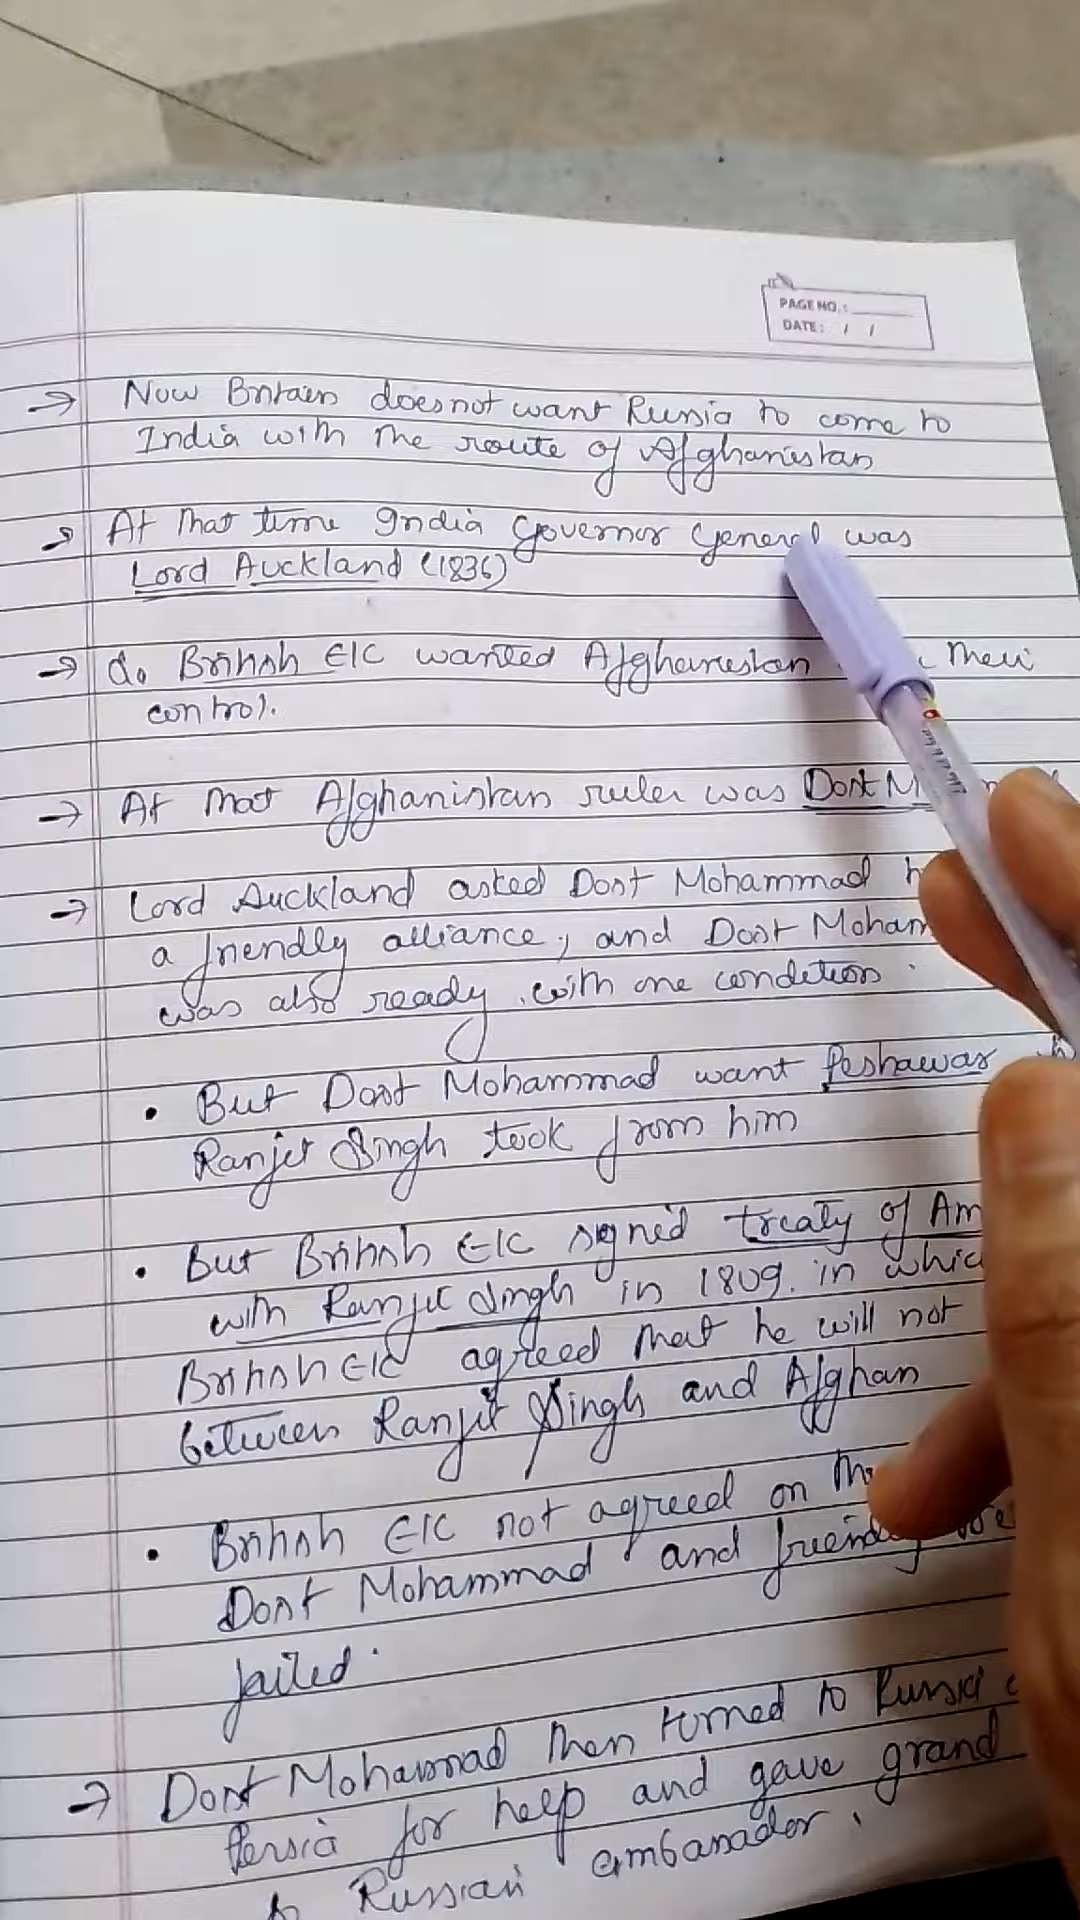 PAGE NO.:
DATE: / /
→ Now Britain does not want Russia to come to
India with the route of Afghanistan
→ At that time India Governor General was
Lord Auckland (1836)
→ So British EIC wanted Afghanistan their
control.
→ At that Afghanistan ruler was Dost M
→ Lord Auckland asked Dost Mohammad
a friendly alliance, and Dost Moham
was also ready with one condition.
• But Dost Mohammad want Peshawar
Ranjit Singh took from him
• But British EIC signed treaty of Am
with Ranjit Singh in 1809. in whic
British EIC agreed that he will not
between Ranjit Singh and Afghan
• British EIC not agreed on
Dost Mohammad and friendly
failed.
→ Dost Mohammad then turned to Russia
Persia for help and gave grand
Russian ambassador.